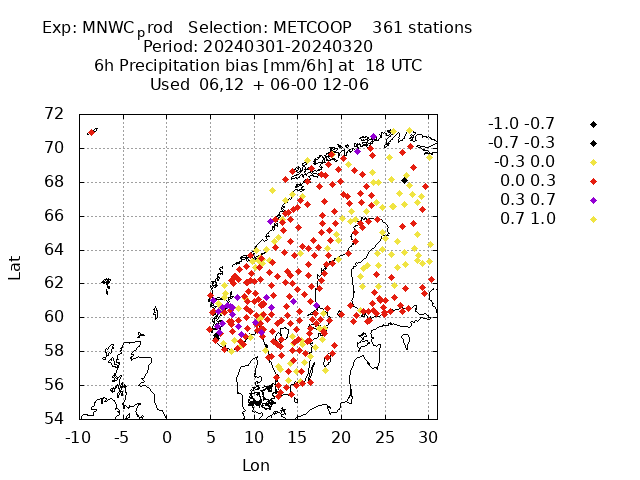 Exp: MNWCprod Selection: METCOOP 361 stations
Period: 20240301-20240320
6h Precipitation bias [mm/6h] at 18 UTC
Used 06,12 + 06-00 12-06
72
70
68
66
64
62
60
58
56
54
Lat
-10 -5 0 5 10 15 20 25 30
Lon
-1.0 -0.7
-0.7 -0.3
-0.3 0.0
0.0 0.3
0.3 0.7
0.7 1.0